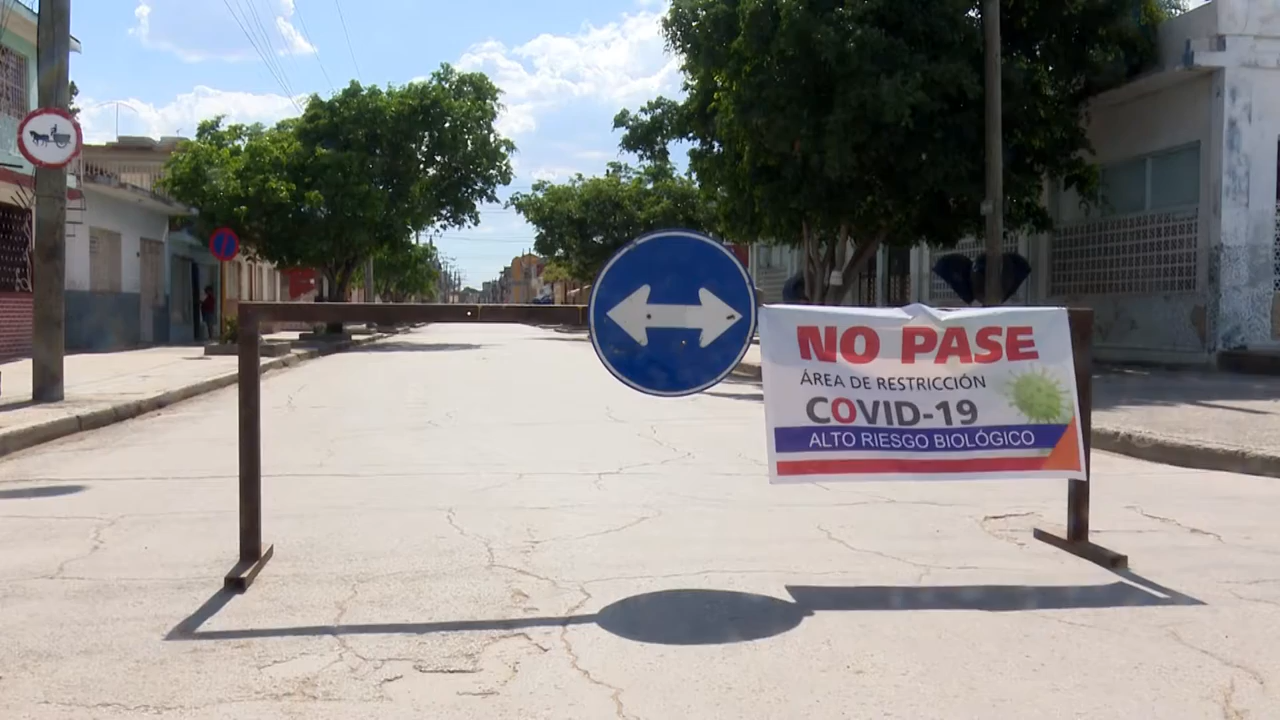 NO PASE
ÁREA DE RESTRICCIÓN
COVID-19
ALTO RIESGO BIOLÓGICO